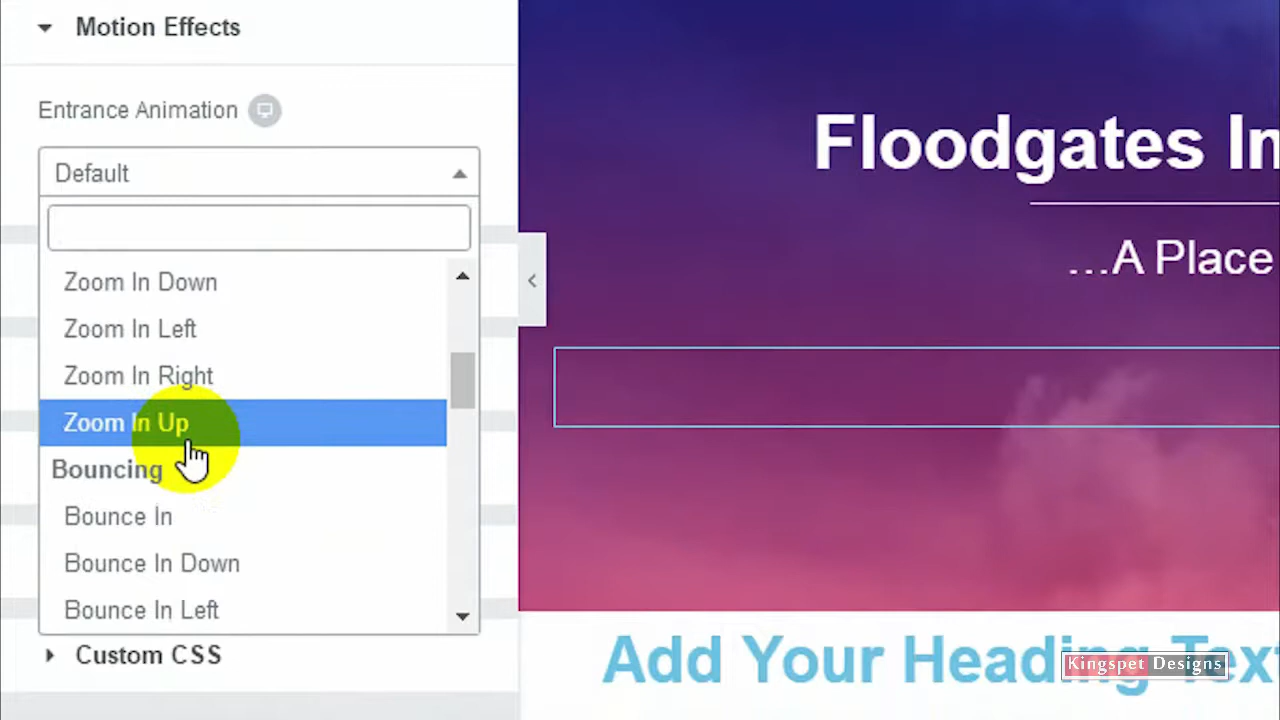 Motion Effects
Entrance Animation
Default
Zoom In Down
Zoom In Left
Zoom In Right
Zoom In Up
Bouncing
Bounce In
Bounce In Down
Bounce In Left
Custom CSS
Floodgates In
...A Place
Add Your Heading Text
Kingspet Designs